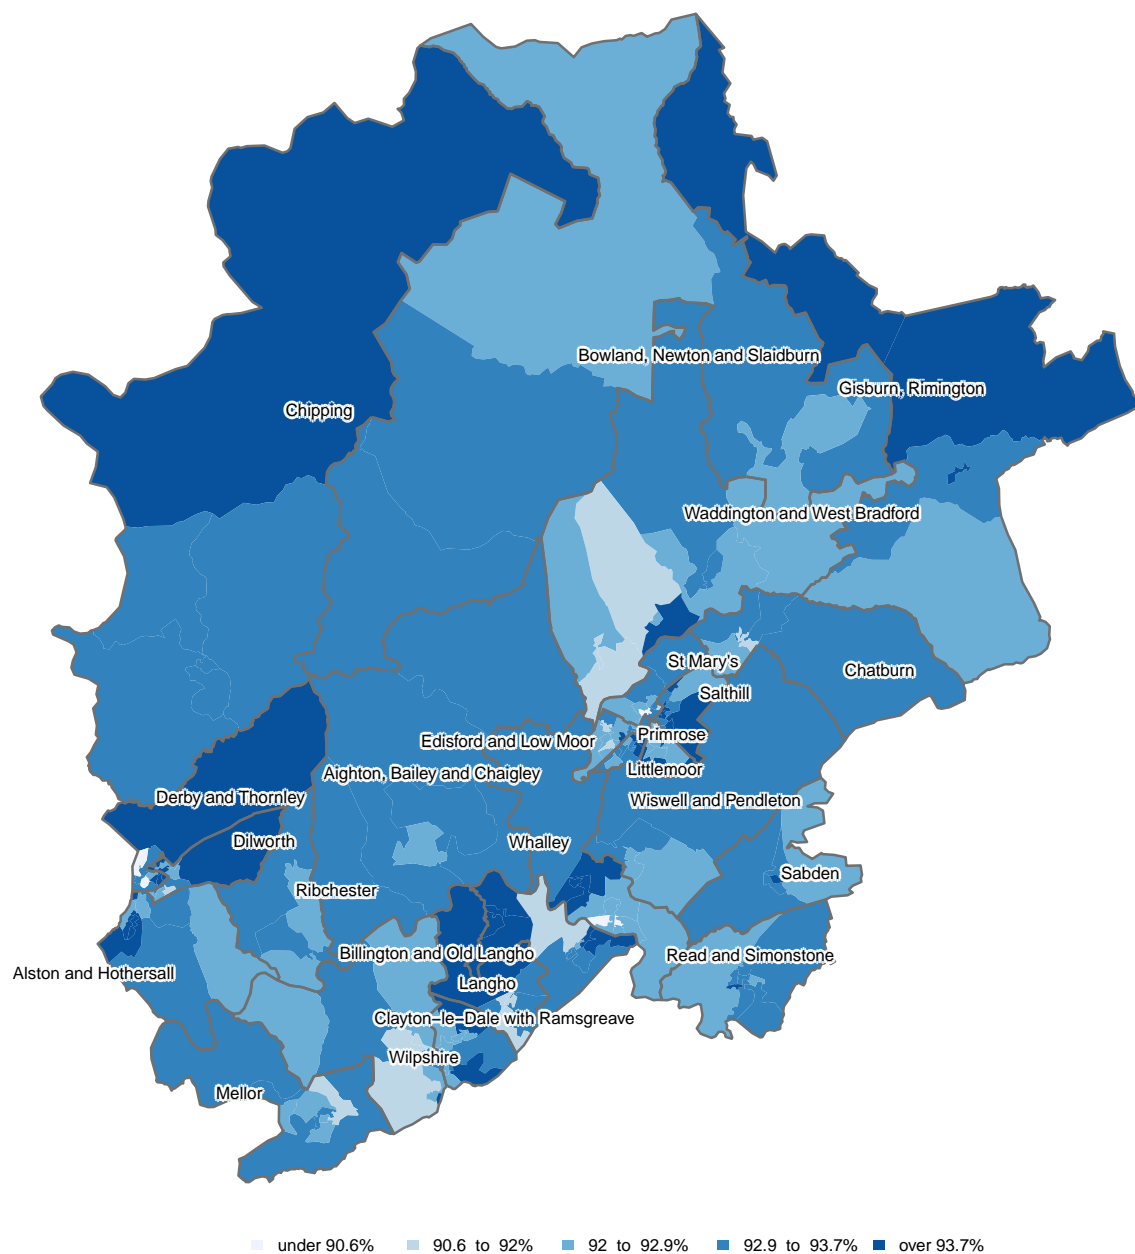 Bowland, Newton and Slaidburn
Gisburn, Rimington
Chipping
Waddington and West Bradford
St Mary's
Chatburn
Salthill
Primrose
Edisford and Low Moor
Littlemoor
Aighton, Bailey and Chaigley
Derby and Thornley
Wiswell and Pendleton
Dilworth
Whalley
Sabden
Ribchester
Billington and Old Langho
Read and Simonstone
Alston and Hothersall
Langho
Clayton–le–Dale with Ramsgreave
Wilpshire
Mellor
under 90.6% 90.6 to 92% 92 to 92.9% 92.9 to 93.7% over 93.7%